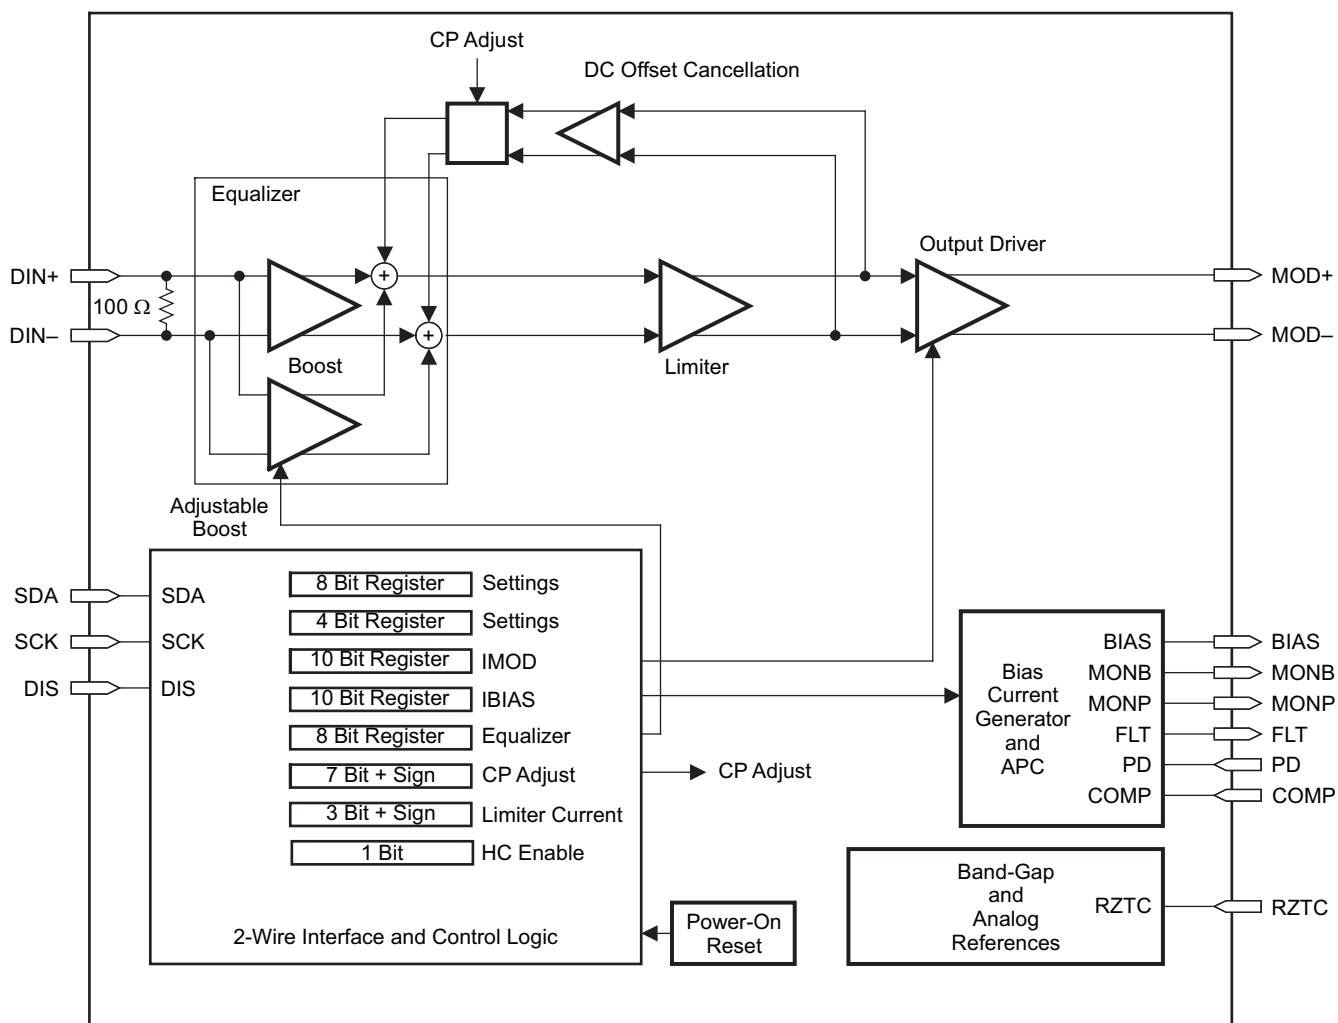 CP Adjust
DC Offset Cancellation
Equalizer
Output Driver
DIN+
+
MOD+
100 Ω
DIN–
+
MOD–
Boost
Limiter
Adjustable
Boost
SDA
SDA
8 Bit Register
Settings
4 Bit Register
Settings
SCK
SCK
10 Bit Register
IMOD
DIS
DIS
10 Bit Register
IBIAS
8 Bit Register
Equalizer
7 Bit + Sign
CP Adjust
CP Adjust
3 Bit + Sign
Limiter Current
1 Bit
HC Enable
2-Wire Interface and Control Logic
Power-On
Reset
Bias
Current
Generator
and
APC
BIAS
BIAS
MONB
MONB
MONP
MONP
FLT
FLT
PD
PD
COMP
COMP
Band-Gap
and
Analog
References
RZTC
RZTC